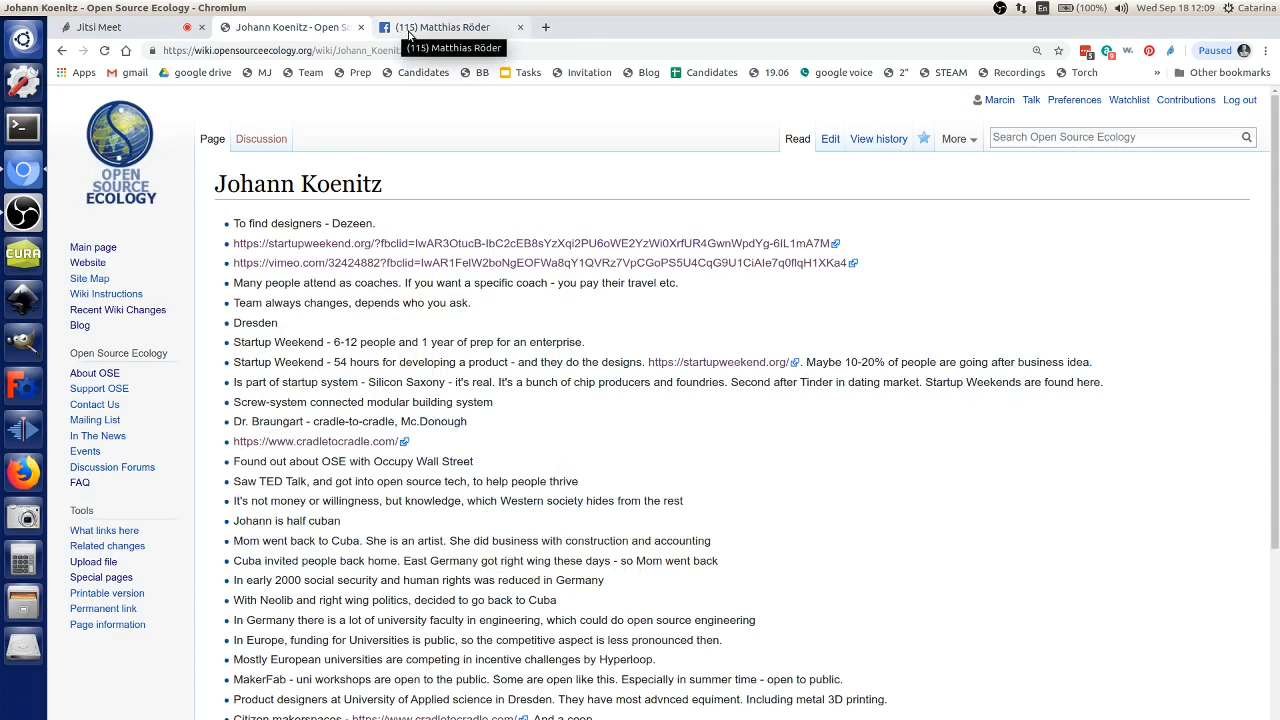 Johann Koenitz - Open Source Ecology - Chromium
En
(100%)
Wed Sep 18 12:09
Catarina
Jitsi Meet
Johann Koenitz - Open So
(115) Matthias Röder
https://wiki.opensourceecology.org/wiki/Johann_Koenit
(115) Matthias Röder
Paused
Apps
gmail
google drive
MJ
Team
Prep
Candidates
BB
Tasks
Invitation
Blog
Candidates
19.06
google voice
2"
STEAM
Recordings
Torch
»
Other bookmarks
Marcin
Talk
Preferences
Watchlist
Contributions
Log out
Page
Discussion
Read
Edit
View history
More
Search Open Source Ecology
OPEN
SOURCE
ECOLOGY
Main page
Website
Site Map
Wiki Instructions
Recent Wiki Changes
Blog
Open Source Ecology
About OSE
Support OSE
Contact Us
Mailing List
In The News
Events
Discussion Forums
FAQ
Tools
What links here
Related changes
Upload file
Special pages
Printable version
Permanent link
Page information
CURA
Johann Koenitz
To find designers - Dezeen.
https://startupweekend.org/?fbclid=IwAR3OtucB-IbC2cEB8sYzXqi2PU6oWE2YzWi0XrfUR4GwnWpdYg-6IL1mA7M
https://vimeo.com/32424882?fbclid=IwAR1FeIW2boNgEOFWa8qY1QVRz7VpCGoPS5U4CqG9U1CiAIe7q0flqH1XKa4
Many people attend as coaches. If you want a specific coach - you pay their travel etc.
Team always changes, depends who you ask.
Dresden
Startup Weekend - 6-12 people and 1 year of prep for an enterprise.
Startup Weekend - 54 hours for developing a product - and they do the designs. https://startupweekend.org/ . Maybe 10-20% of people are going after business idea.
Is part of startup system - Silicon Saxony - it's real. It's a bunch of chip producers and foundries. Second after Tinder in dating market. Startup Weekends are found here.
Screw-system connected modular building system
Dr. Braungart - cradle-to-cradle, Mc.Donough
https://www.cradletocradle.com/
Found out about OSE with Occupy Wall Street
Saw TED Talk, and got into open source tech, to help people thrive
It's not money or willingness, but knowledge, which Western society hides from the rest
Johann is half cuban
Mom went back to Cuba. She is an artist. She did business with construction and accounting
Cuba invited people back home. East Germany got right wing these days - so Mom went back
In early 2000 social security and human rights was reduced in Germany
With Neolib and right wing politics, decided to go back to Cuba
In Germany there is a lot of university faculty in engineering, which could do open source engineering
In Europe, funding for Universities is public, so the competitive aspect is less pronounced then.
Mostly European universities are competing in incentive challenges by Hyperloop.
MakerFab - uni workshops are open to the public. Some are open like this. Especially in summer time - open to public.
Product designers at University of Applied science in Dresden. They have most advnced equiment. Including metal 3D printing.
Citizen makerspaces - https://www.cradletocradle.com/ . And a coop